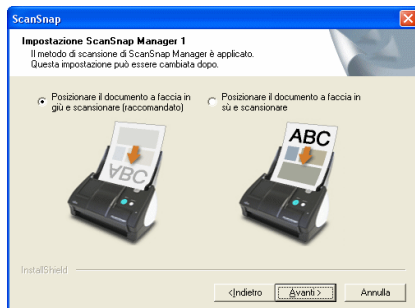 ScanSnap
Impostazione ScanSnap Manager 1
Il metodo di scansione di ScanSnap Manager è applicato.
Questa impostazione può essere cambiata dopo.
Posizionare il documento a faccia in
giù e scansionare (raccomandato)
Posizionare il documento a faccia in
sù e scansionare
ABC
ABC
InstallShield
<Indietro
Avanti>
Annulla